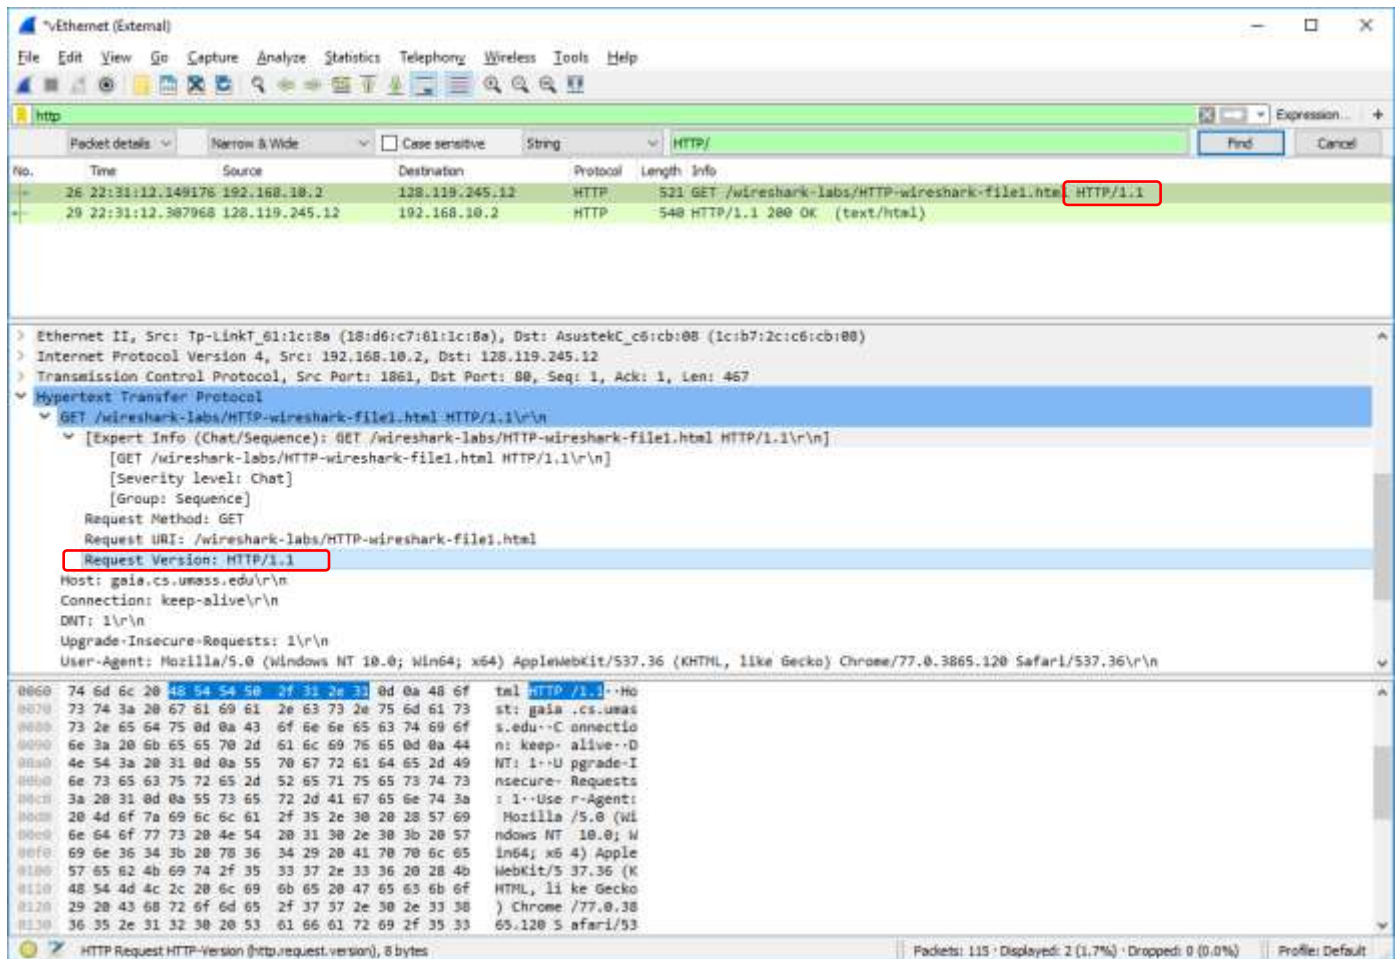 *vEthernet (External)
File Edit View Go Capture Analyze Statistics Telephony Wireless Tools Help
http Expression... +
Packet details Narrow & Wide Case sensitive String HTTP/ Find Cancel
No. Time Source Destination Protocol Length Info
26 22:31:12.149176 192.168.10.2 128.119.245.12 HTTP 521 GET /wireshark-labs/HTTP-wireshark-file1.html HTTP/1.1
29 22:31:12.307968 128.119.245.12 192.168.10.2 HTTP 540 HTTP/1.1 200 OK (text/html)
Ethernet II, Src: Tp-LinkT_61:1c:8a (18:d6:c7:61:1c:8a), Dst: AsustekC_c6:cb:08 (1c:b7:2c:c6:cb:08)
Internet Protocol Version 4, Src: 192.168.10.2, Dst: 128.119.245.12
Transmission Control Protocol, Src Port: 1861, Dst Port: 80, Seq: 1, Ack: 1, Len: 467
Hypertext Transfer Protocol
GET /wireshark-labs/HTTP-wireshark-file1.html HTTP/1.1\r\n
[Expert Info (Chat/Sequence): GET /wireshark-labs/HTTP-wireshark-file1.html HTTP/1.1\r\n]
[GET /wireshark-labs/HTTP-wireshark-file1.html HTTP/1.1\r\n]
[Severity level: Chat]
[Group: Sequence]
Request Method: GET
Request URI: /wireshark-labs/HTTP-wireshark-file1.html
Request Version: HTTP/1.1
Host: gaia.cs.umass.edu\r\n
Connection: keep-alive\r\n
DNT: 1\r\n
Upgrade-Insecure-Requests: 1\r\n
User-Agent: Mozilla/5.0 (Windows NT 10.0; Win64; x64) AppleWebKit/537.36 (KHTML, like Gecko) Chrome/77.0.3865.120 Safari/537.36\r\n
0060 74 6d 6c 20 48 54 54 50 2f 31 2e 31 0d 0a 48 6f tml HTTP /1.1··Ho
0070 73 74 3a 20 67 61 69 61 2e 63 73 2e 75 6d 61 73 st: gaia .cs.umas
0080 73 2e 65 64 75 0d 0a 43 6f 6e 6e 65 63 74 69 6f s.edu··C onnectio
0090 6e 3a 20 6b 65 65 70 2d 61 6c 69 76 65 0d 0a 44 n: keep- alive··D
00a0 4e 54 3a 20 31 0d 0a 55 70 67 72 61 64 65 2d 49 NT: 1··U pgrade-I
00b0 6e 73 65 63 75 72 65 2d 52 65 71 75 65 73 74 73 nsecure- Requests
00c0 3a 20 31 0d 0a 55 73 65 72 2d 41 67 65 6e 74 3a : 1··Use r-Agent:
00d0 20 4d 6f 7a 69 6c 6c 61 2f 35 2e 30 20 28 57 69 Mozilla /5.0 (Wi
00e0 6e 64 6f 77 73 20 4e 54 20 31 30 2e 30 3b 20 57 ndows NT 10.0; W
00f0 69 6e 36 34 3b 20 78 36 34 29 20 41 70 70 6c 65 in64; x6 4) Apple
0100 57 65 62 4b 69 74 2f 35 33 37 2e 33 36 20 28 4b WebKit/5 37.36 (K
0110 48 54 4d 4c 2c 20 6c 69 6b 65 20 47 65 63 6b 6f HTML, li ke Gecko
0120 29 20 43 68 72 6f 6d 65 2f 37 37 2e 30 2e 33 38 ) Chrome /77.0.38
0130 36 35 2e 31 32 30 20 53 61 66 61 72 69 2f 35 33 65.120 S afari/53
HTTP Request HTTP-Version (http.request.version), 8 bytes Packets: 115 · Displayed: 2 (1.7%) · Dropped: 0 (0.0%) Profile: Default